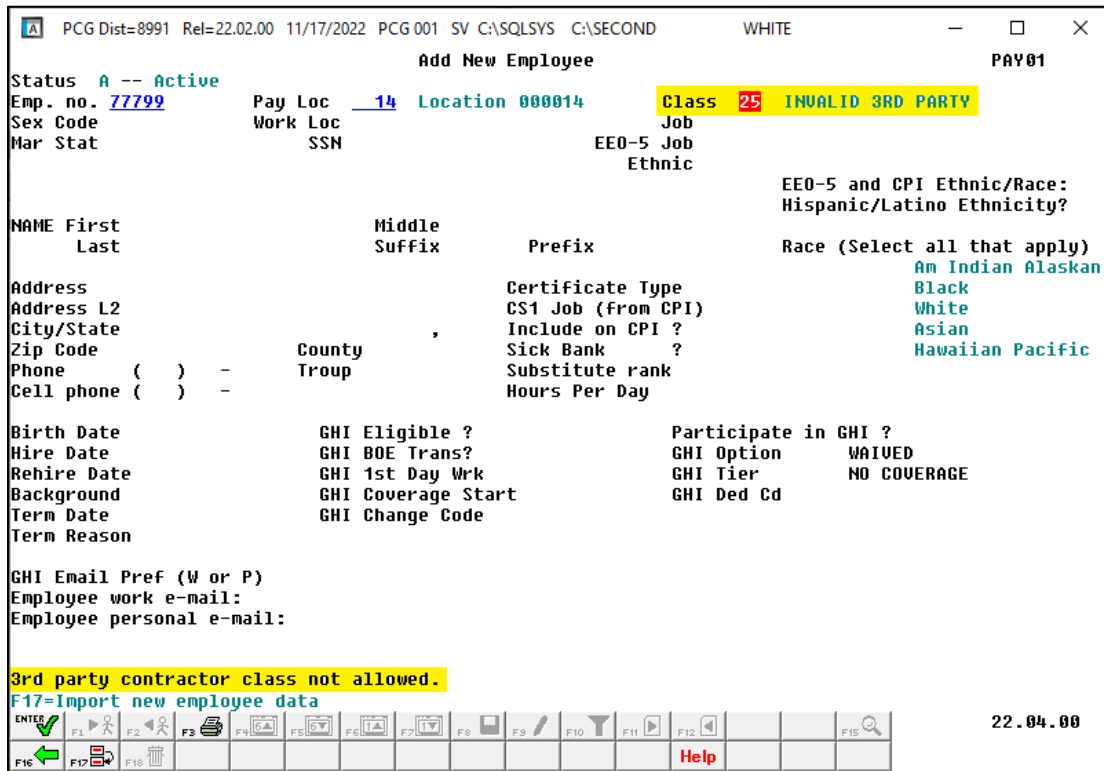 A PCG Dist=8991 Rel=22.02.00 11/17/2022 PCG 001 SV C:\SQLSYS C:\SECOND WHITE
Add New Employee PAY01
Status A -- Active
Emp. no. 77799 Pay Loc 14 Location 000014 Class 25 INVALID 3RD PARTY
Sex Code Work Loc Job
Mar Stat SSN EEO-5 Job
Ethnic
EEO-5 and CPI Ethnic/Race:
Hispanic/Latino Ethnicity?
NAME First Middle
Last Suffix Prefix Race (Select all that apply)
Am Indian Alaskan
Address Certificate Type Black
Address L2 CS1 Job (from CPI) White
City/State , Include on CPI ? Asian
Zip Code County Sick Bank ? Hawaiian Pacific
Phone ( ) - Troup Substitute rank
Cell phone ( ) - Hours Per Day
Birth Date GHI Eligible ? Participate in GHI ?
Hire Date GHI BOE Trans? GHI Option WAIVED
Rehire Date GHI 1st Day Wrk GHI Tier NO COVERAGE
Background GHI Coverage Start GHI Ded Cd
Term Date GHI Change Code
Term Reason
GHI Email Pref (W or P)
Employee work e-mail:
Employee personal e-mail:
3rd party contractor class not allowed.
F17=Import new employee data
ENTER F1 F2 F3 F4 6 F5 6 F6 1 F7 1 F8 F9 F10 F11 F12 F15 22.04.00
F16 F17 F18 Help